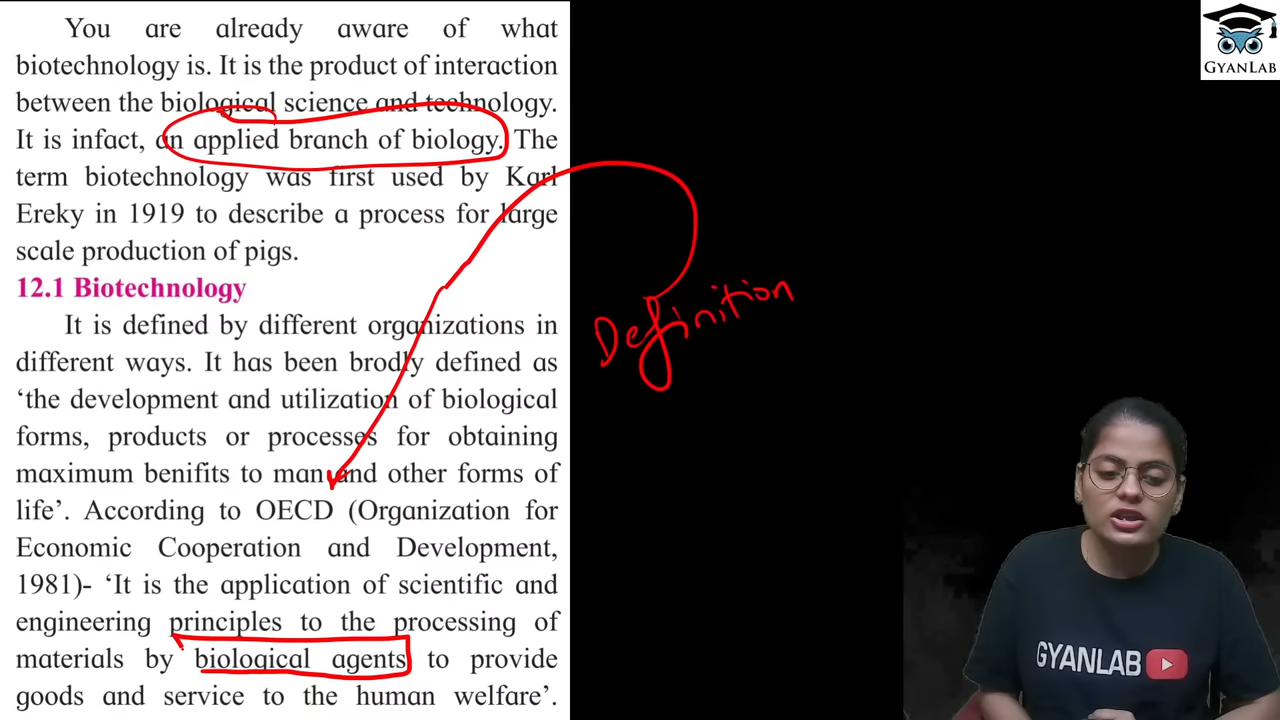 You are already aware of what
biotechnology is. It is the product of interaction
between the biological science and technology.
It is infact, an applied branch of biology. The
term biotechnology was first used by Karl
Ereky in 1919 to describe a process for large
scale production of pigs.
12.1 Biotechnology
It is defined by different organizations in
different ways. It has been brodly defined as
‘the development and utilization of biological
forms, products or processes for obtaining
maximum benifits to man and other forms of
life’. According to OECD (Organization for
Economic Cooperation and Development,
1981)- ‘It is the application of scientific and
engineering principles to the processing of
materials by biological agents to provide
goods and service to the human welfare’.
Definition
GYANLAB
GYANLAB